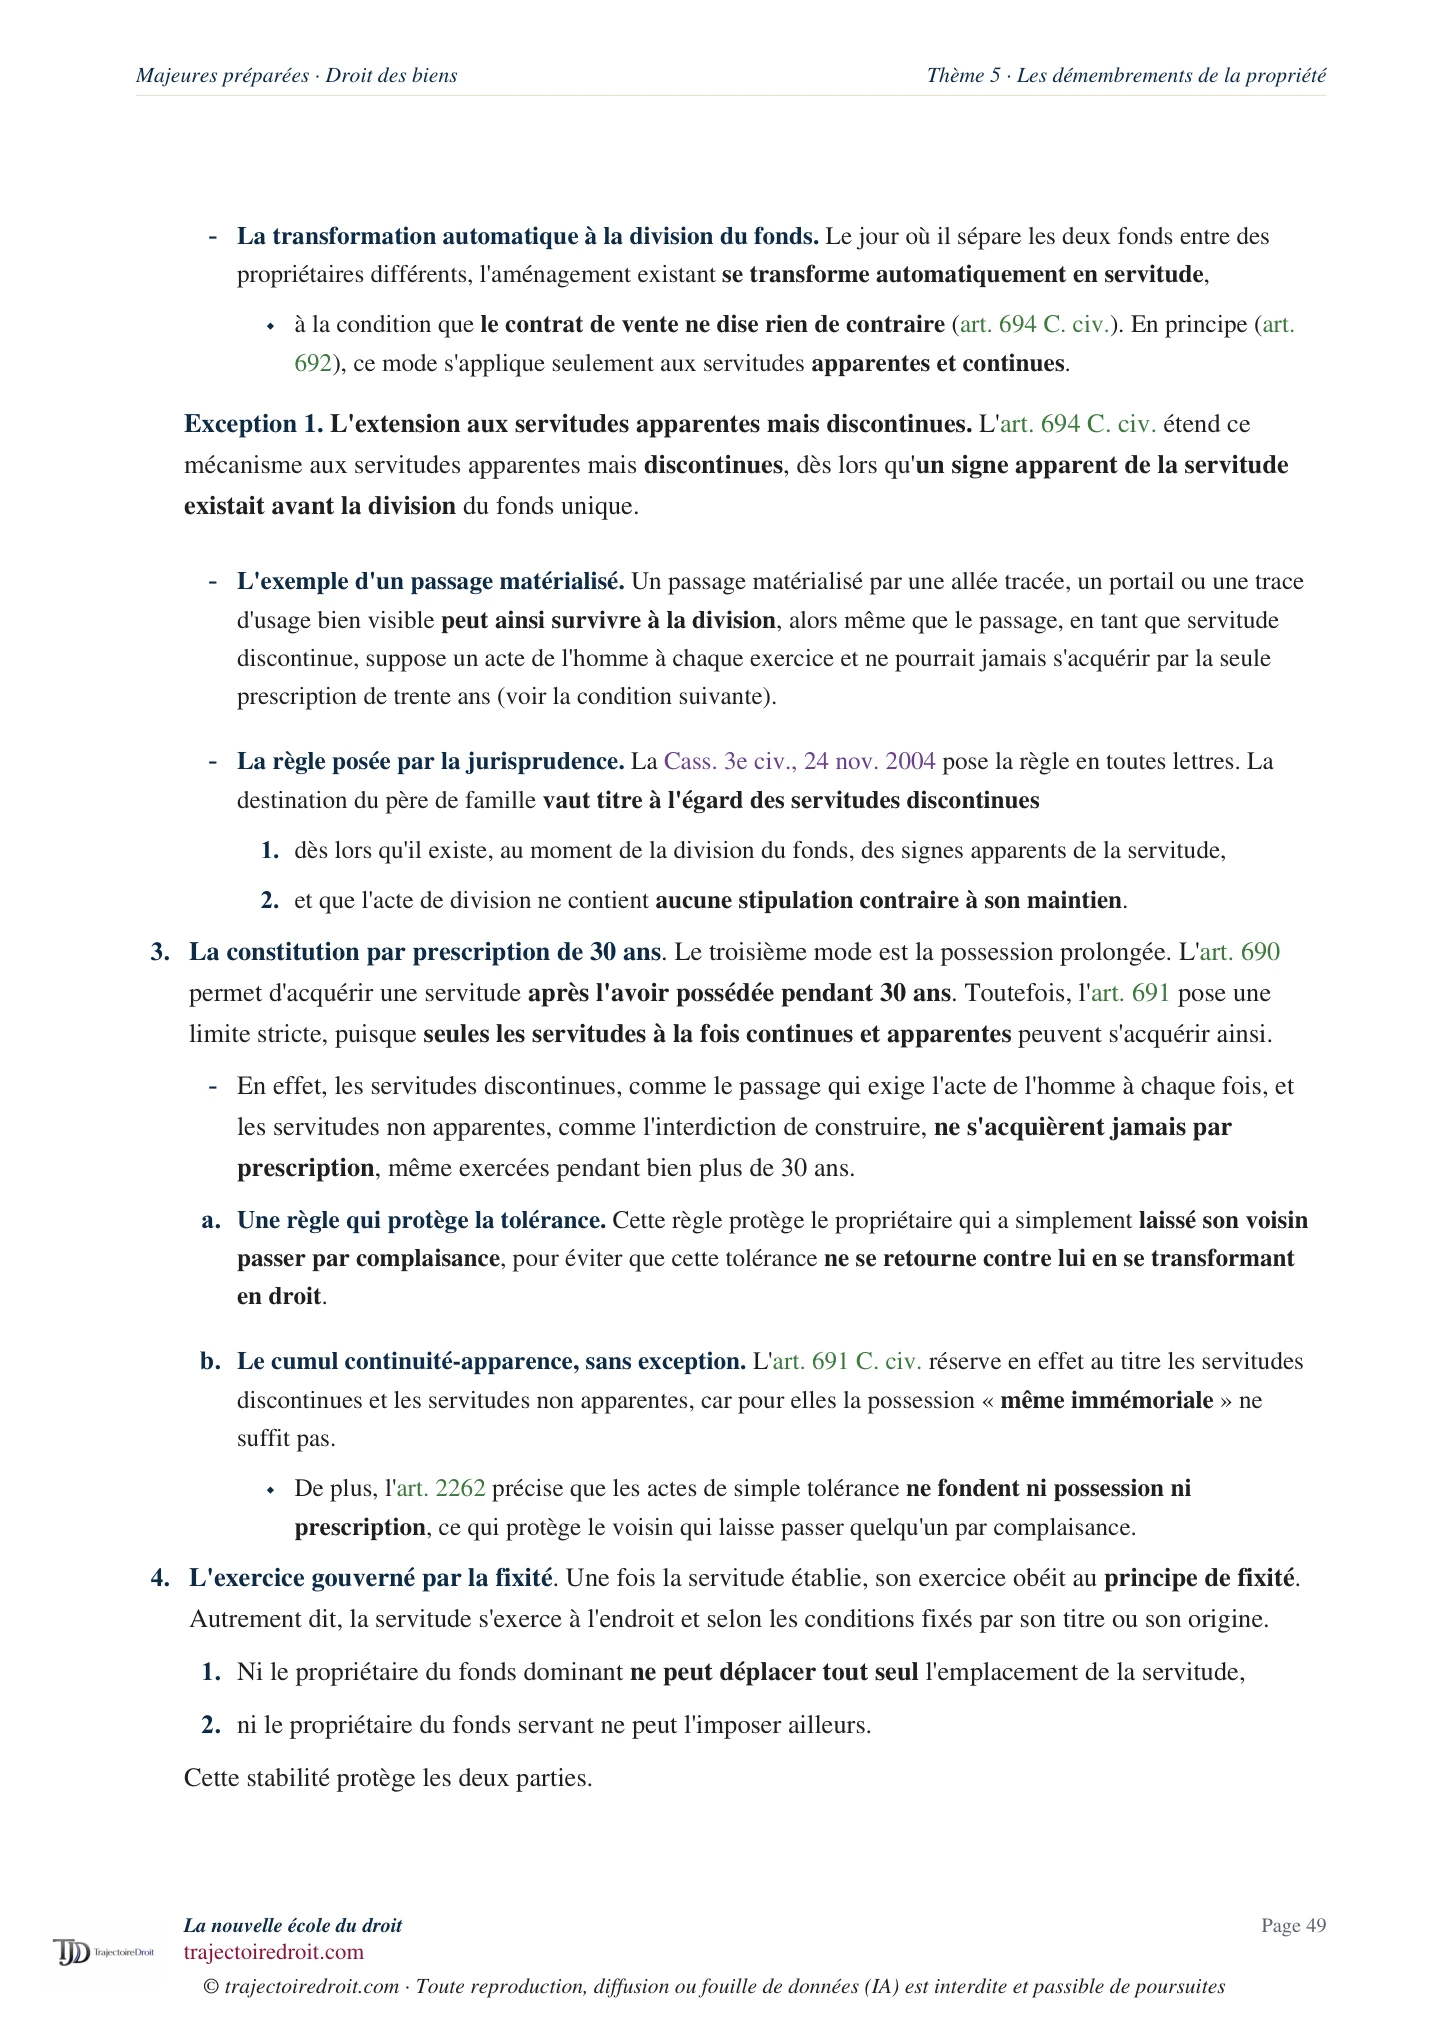 Majeures préparées · Droit des biens
Thème 5 · Les démembrements de la propriété
- La transformation automatique à la division du fonds. Le jour où il sépare les deux fonds entre des
propriétaires différents, l'aménagement existant se transforme automatiquement en servitude,
⬩ à la condition que le contrat de vente ne dise rien de contraire (art. 694 C. civ.). En principe (art.
692), ce mode s'applique seulement aux servitudes apparentes et continues.
Exception 1. L'extension aux servitudes apparentes mais discontinues. L'art. 694 C. civ. étend ce
mécanisme aux servitudes apparentes mais discontinues, dès lors qu'un signe apparent de la servitude
existait avant la division du fonds unique.
- L'exemple d'un passage matérialisé. Un passage matérialisé par une allée tracée, un portail ou une trace
d'usage bien visible peut ainsi survivre à la division, alors même que le passage, en tant que servitude
discontinue, suppose un acte de l'homme à chaque exercice et ne pourrait jamais s'acquérir par la seule
prescription de trente ans (voir la condition suivante).
- La règle posée par la jurisprudence. La Cass. 3e civ., 24 nov. 2004 pose la règle en toutes lettres. La
destination du père de famille vaut titre à l'égard des servitudes discontinues
1. dès lors qu'il existe, au moment de la division du fonds, des signes apparents de la servitude,
2. et que l'acte de division ne contient aucune stipulation contraire à son maintien.
3. La constitution par prescription de 30 ans. Le troisième mode est la possession prolongée. L'art. 690
permet d'acquérir une servitude après l'avoir possédée pendant 30 ans. Toutefois, l'art. 691 pose une
limite stricte, puisque seules les servitudes à la fois continues et apparentes peuvent s'acquérir ainsi.
- En effet, les servitudes discontinues, comme le passage qui exige l'acte de l'homme à chaque fois, et
les servitudes non apparentes, comme l'interdiction de construire, ne s'acquièrent jamais par
prescription, même exercées pendant bien plus de 30 ans.
a. Une règle qui protège la tolérance. Cette règle protège le propriétaire qui a simplement laissé son voisin
passer par complaisance, pour éviter que cette tolérance ne se retourne contre lui en se transformant
en droit.
b. Le cumul continuité-apparence, sans exception. L'art. 691 C. civ. réserve en effet au titre les servitudes
discontinues et les servitudes non apparentes, car pour elles la possession « même immémoriale » ne
suffit pas.
⬩ De plus, l'art. 2262 précise que les actes de simple tolérance ne fondent ni possession ni
prescription, ce qui protège le voisin qui laisse passer quelqu'un par complaisance.
4. L'exercice gouverné par la fixité. Une fois la servitude établie, son exercice obéit au principe de fixité.
Autrement dit, la servitude s'exerce à l'endroit et selon les conditions fixés par son titre ou son origine.
1. Ni le propriétaire du fonds dominant ne peut déplacer tout seul l'emplacement de la servitude,
2. ni le propriétaire du fonds servant ne peut l'imposer ailleurs.
Cette stabilité protège les deux parties.
La nouvelle école du droit
Page 49
TJD TrajectoireDroit
trajectoiredroit.com
© trajectoiredroit.com · Toute reproduction, diffusion ou fouille de données (IA) est interdite et passible de poursuites